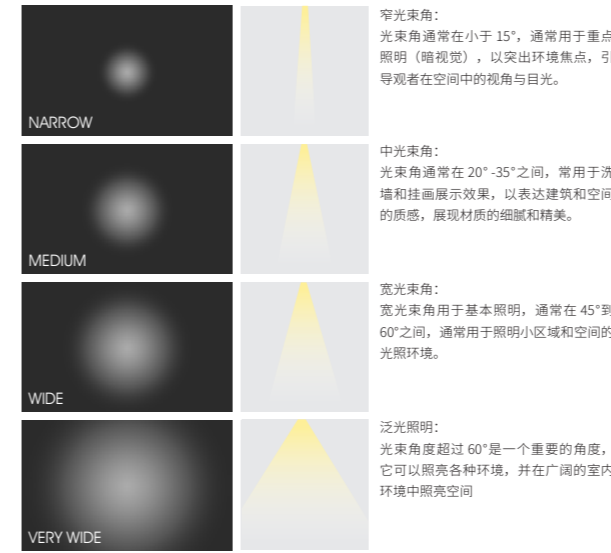 窄光束角：
光束角通常在小于 15°，通常用于重点
照明（暗视觉），以突出环境焦点，引
导观者在空间中的视角与目光。
NARROW
中光束角：
光束角通常在 20° -35°之间，常用于洗
墙和挂画展示效果，以表达建筑和空间
的质感，展现材质的细腻和精美。
MEDIUM
宽光束角：
宽光束角用于基本照明，通常在 45°到
60°之间，通常用于照明小区域和空间的
光照环境。
WIDE
泛光照明：
光束角度超过 60°是一个重要的角度，
它可以照亮各种环境，并在广阔的室内
环境中照亮空间
VERY WIDE